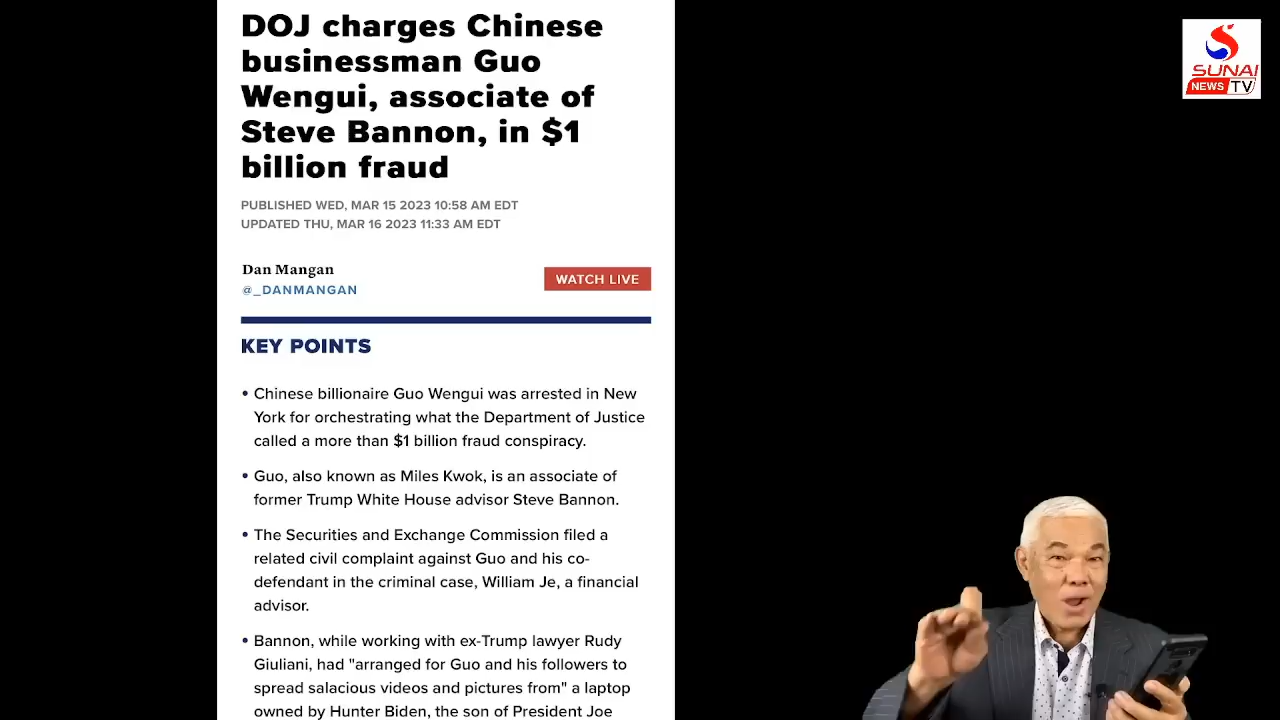 DOJ charges Chinese
businessman Guo
Wengui, associate of
Steve Bannon, in $1
billion fraud
PUBLISHED WED, MAR 15 2023 10:58 AM EDT
UPDATED THU, MAR 16 2023 11:33 AM EDT
Dan Mangan
@_DANMANGAN
WATCH LIVE
KEY POINTS
• Chinese billionaire Guo Wengui was arrested in New
York for orchestrating what the Department of Justice
called a more than $1 billion fraud conspiracy.
• Guo, also known as Miles Kwok, is an associate of
former Trump White House advisor Steve Bannon.
• The Securities and Exchange Commission filed a
related civil complaint against Guo and his co-
defendant in the criminal case, William Je, a financial
advisor.
• Bannon, while working with ex-Trump lawyer Rudy
Giuliani, had "arranged for Guo and his followers to
spread salacious videos and pictures from" a laptop
owned by Hunter Biden, the son of President Joe
SUNAI
NEWS TV